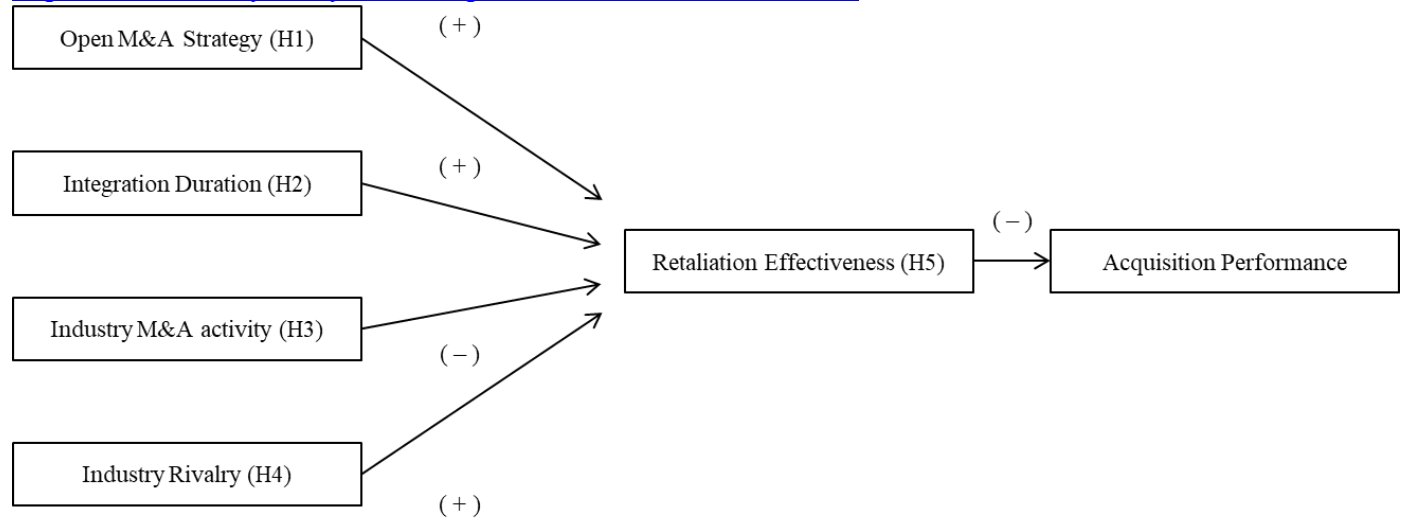 Open M&A Strategy (H1)
(+)
Integration Duration (H2)
(+)
Retaliation Effectiveness (H5)
(–)
Acquisition Performance
Industry M&A activity (H3)
(–)
Industry Rivalry (H4)
(+)